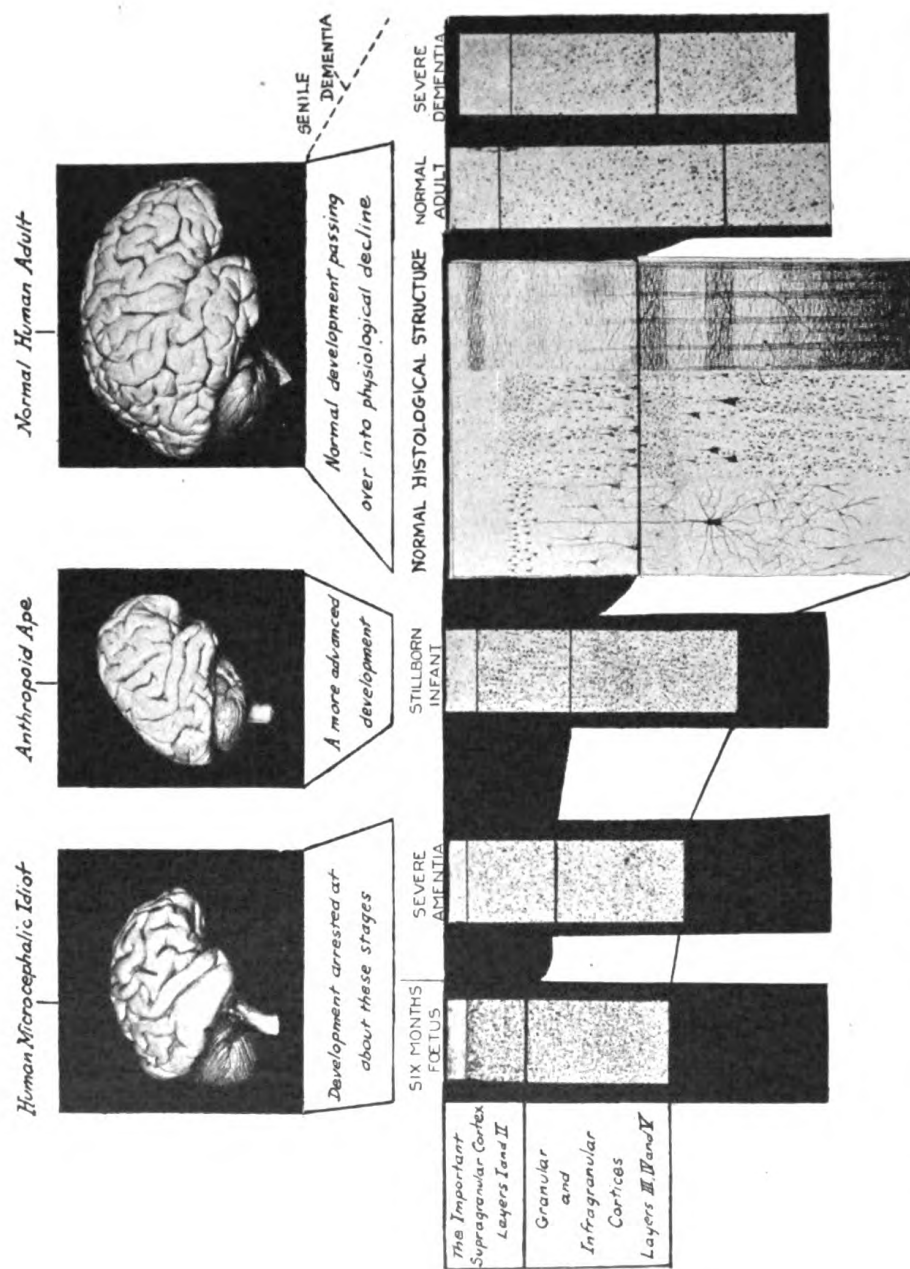 Human Microcephalic Idiot
Anthropoid Ape
Normal Human Adult
Development arrested at
about these stages
A more advanced
development
Normal development passing
over into physiological decline
SENILE
DEMENTIA
SIX MONTHS
FOETUS
SEVERE
AMENTIA
STILLBORN
INFANT
NORMAL HISTOLOGICAL STRUCTURE
NORMAL
ADULT
SEVERE
DEMENTIA
The Important
Supragranular Cortex
Layers I and II
Granular
and
Infragranular
Cortices
Layers III, IV and V